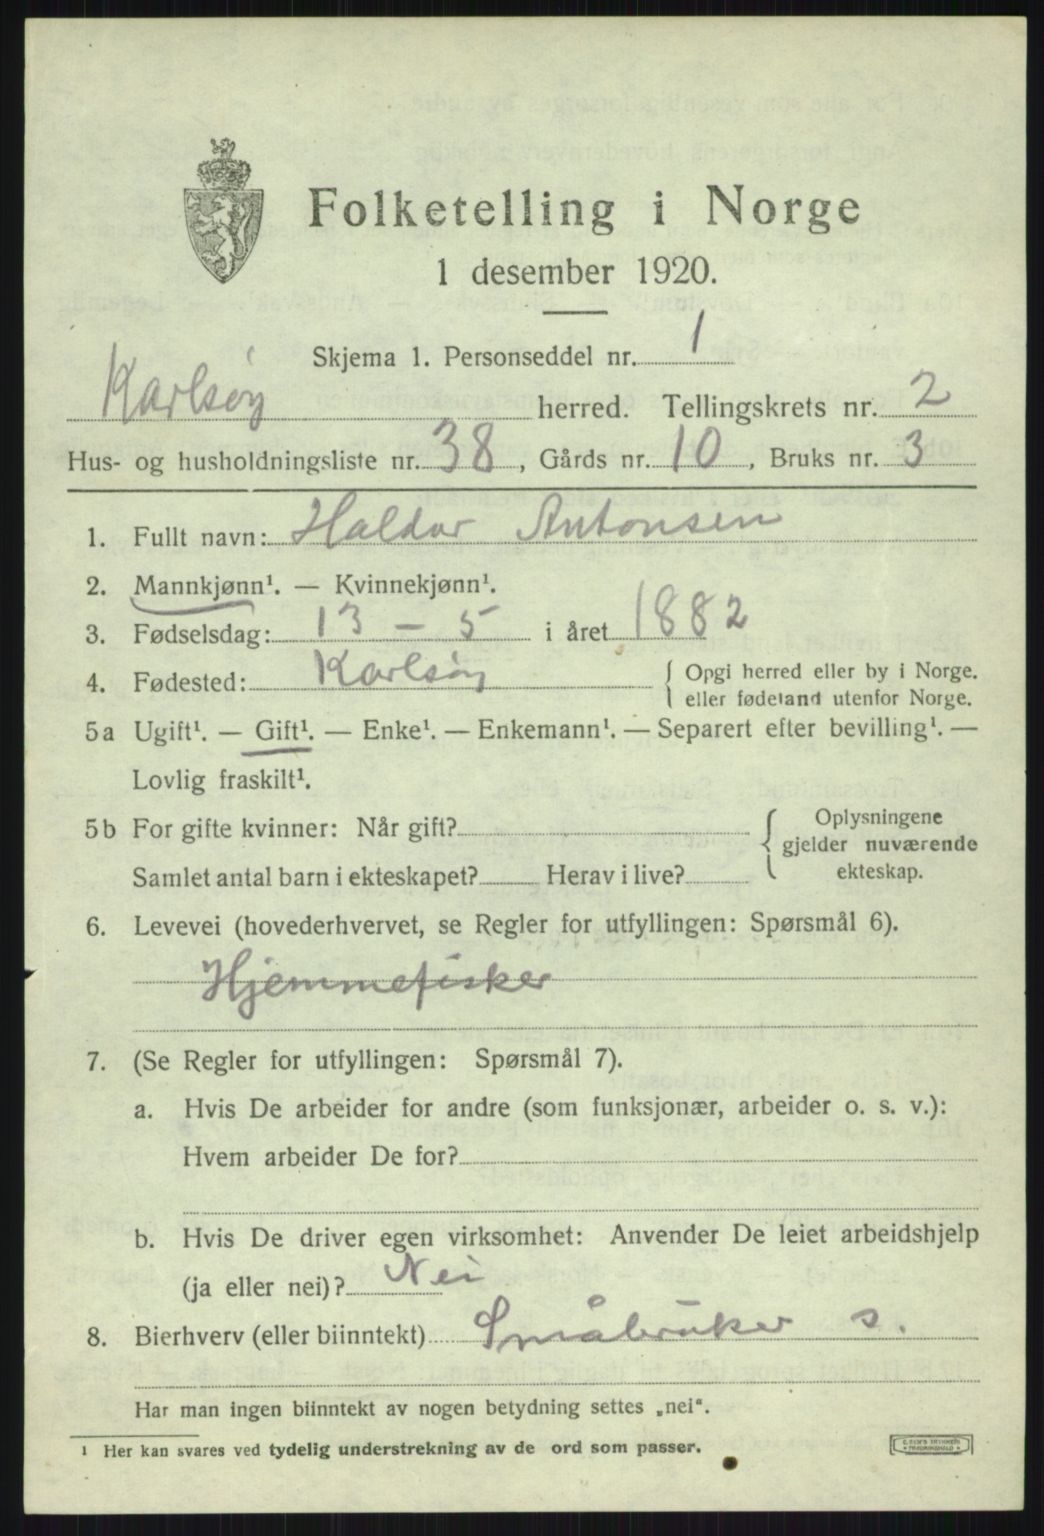 Folketelling i Norge
1 desember 1920.
Skjema 1. Personseddel nr. 1
Karlsøy herred. Tellingskrets nr. 2
Hus- og husholdningsliste nr. 38, Gårds nr. 10, Bruks nr. 3
1. Fullt navn: Haldor Antonsen
2. Mannkjønn¹. — Kvinnekjønn¹.
3. Fødselsdag: 13 – 5 i året 1882
4. Fødested: Karlsøy { Opgi herred eller by i Norge.
eller fødeland utenfor Norge.
5a Ugift¹. — Gift¹. — Enke¹. — Enkemann¹. — Separert efter bevilling¹. —
Lovlig fraskilt¹.
5b For gifte kvinner: Når gift?
Samlet antal barn i ekteskapet? Herav i live?
{ Oplysningene
gjelder nuværende
ekteskap.
6. Levevei (hovederhvervet, se Regler for utfyllingen: Spørsmål 6).
Hjemmefisker
7. (Se Regler for utfyllingen: Spørsmål 7).
a. Hvis De arbeider for andre (som funksjonær, arbeider o. s. v.):
Hvem arbeider De for?
b. Hvis De driver egen virksomhet: Anvender De leiet arbeidshjelp
(ja eller nei)? Nei
8. Bierhverv (eller biinntekt) Småbruker s.
Har man ingen biinntekt av nogen betydning settes „nei“.
¹ Her kan svares ved tydelig understrekning av de ord som passer.